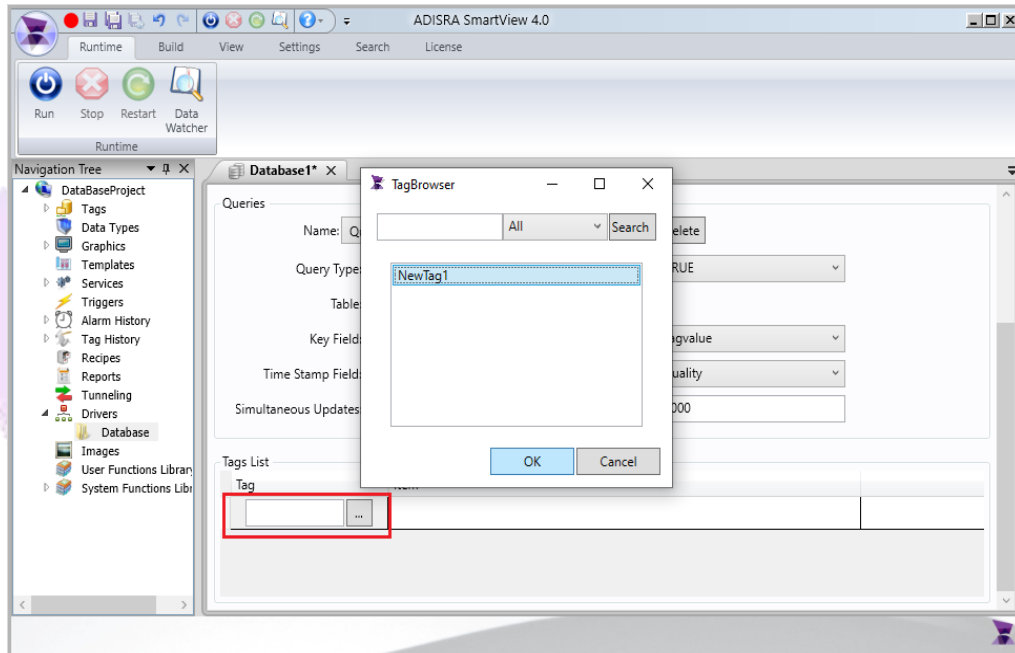 ADISRA SmartView 4.0
Runtime Build View Settings Search License
Run Stop Restart Data Watcher
Runtime
Navigation Tree
DataBaseProject
Tags
Data Types
Graphics
Templates
Services
Triggers
Alarm History
Tag History
Recipes
Reports
Tunneling
Drivers
Database
Images
User Functions Library
System Functions Libr
Database1*
Queries
Name:
Query Type:
Table
Key Field:
Time Stamp Field:
Simultaneous Updates
elete
RUE
agvalue
uality
000
TagBrowser
All Search
NewTag1
OK Cancel
Tags List
Tag
...